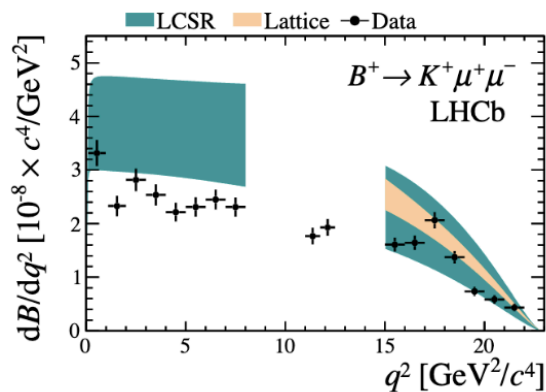 LCSR Lattice Data
B⁺→ K⁺μ⁺μ⁻
LHCb
dB/dq² [10⁻⁸ × c⁴/GeV²]
5
4
3
2
1
0
0 5 10 15 20
q² [GeV²/c⁴]